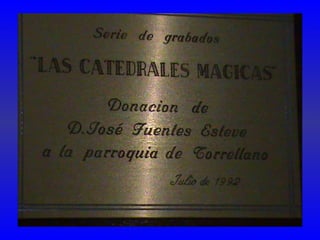 Serie de grabados
"LAS CATEDRALES MAGICAS"
Donacion de
D. José Fuentes Esteve
a la parroquia de Torrellano
Julio de 1992